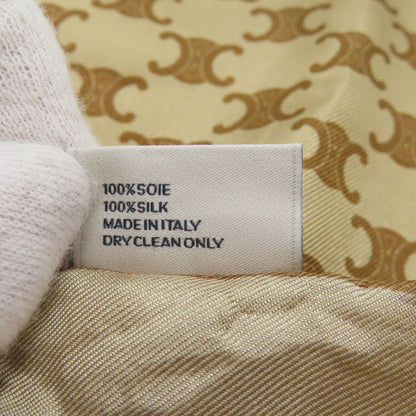 100%SOIE
100%SILK
MADE IN ITALY
DRY CLEAN ONLY